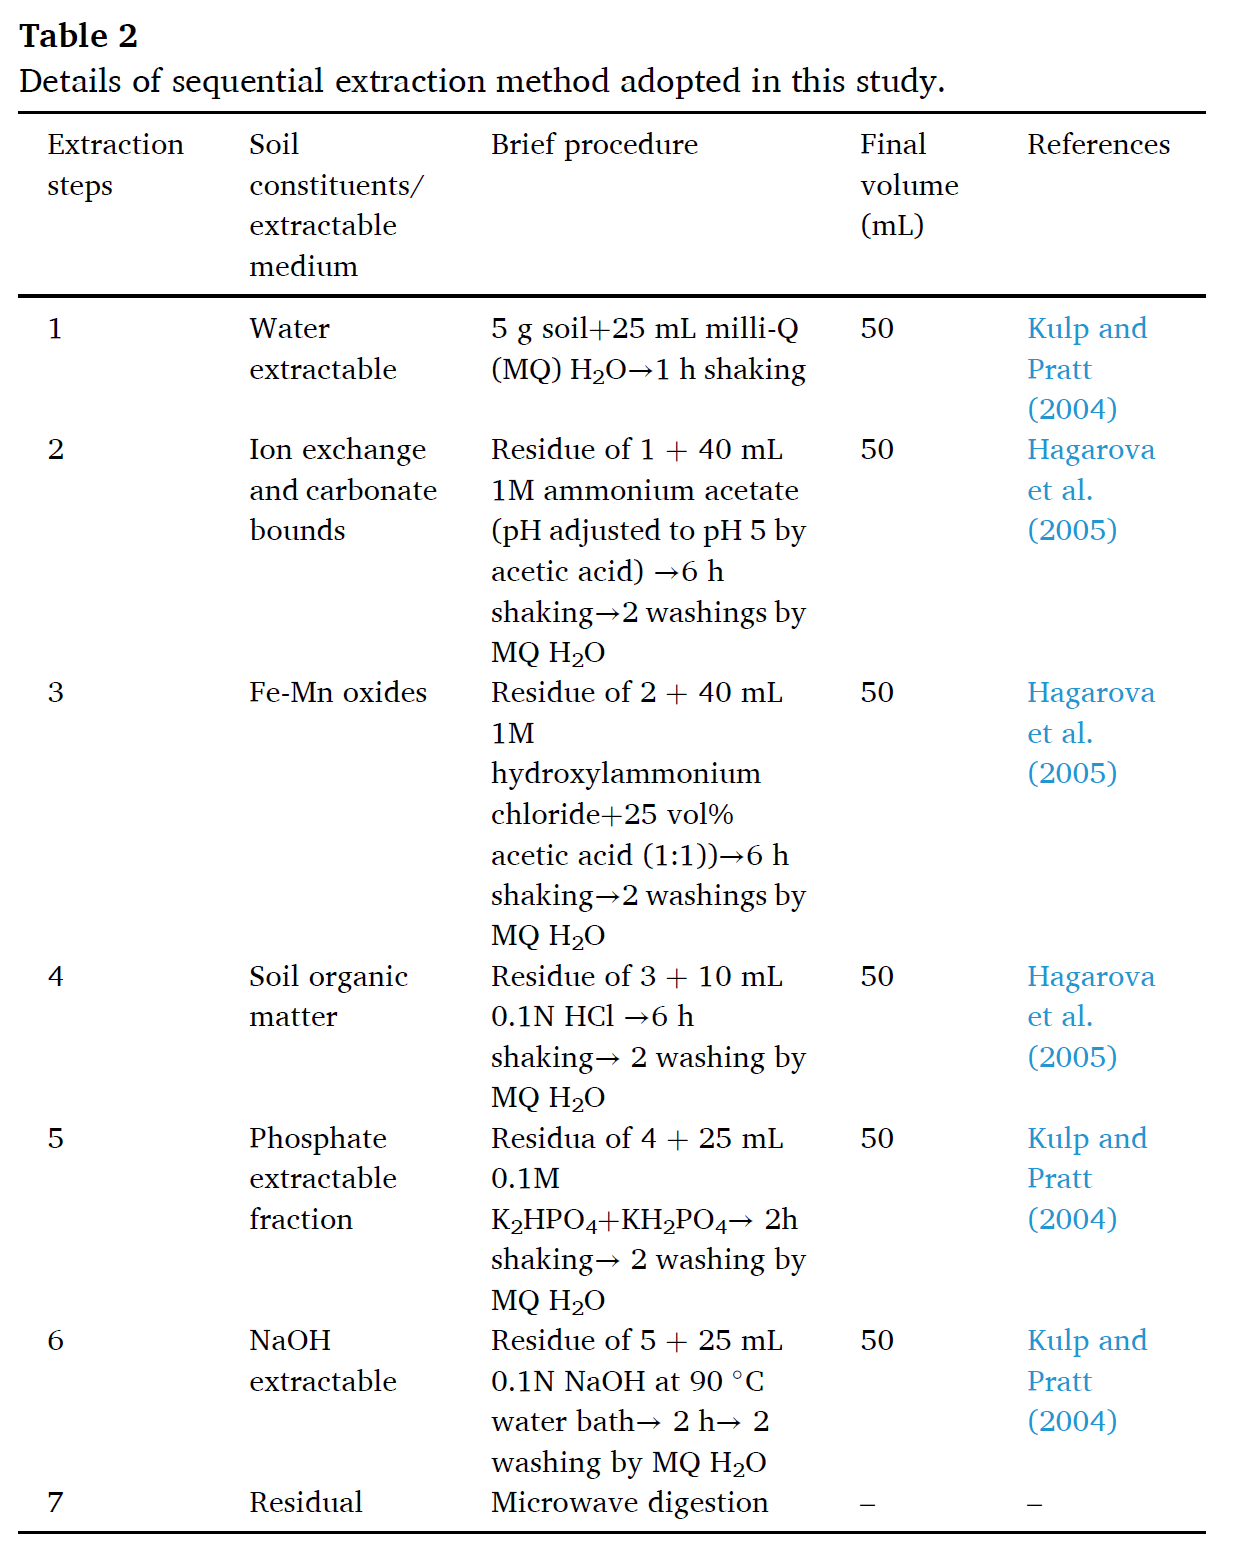 Table 2
Details of sequential extraction method adopted in this study.
Extraction steps
Soil constituents/ extractable medium
Brief procedure
Final volume (mL)
References
1
Water extractable
5 g soil+25 mL milli-Q (MQ) H₂O→1 h shaking
50
Kulp and Pratt (2004)
2
Ion exchange and carbonate bounds
Residue of 1 + 40 mL 1M ammonium acetate (pH adjusted to pH 5 by acetic acid) →6 h shaking→2 washings by MQ H₂O
50
Hagarova et al. (2005)
3
Fe-Mn oxides
Residue of 2 + 40 mL 1M hydroxylammonium chloride+25 vol% acetic acid (1:1))→6 h shaking→2 washings by MQ H₂O
50
Hagarova et al. (2005)
4
Soil organic matter
Residue of 3 + 10 mL 0.1N HCl →6 h shaking→ 2 washing by MQ H₂O
50
Hagarova et al. (2005)
5
Phosphate extractable fraction
Residua of 4 + 25 mL 0.1M K₂HPO₄+KH₂PO₄→ 2h shaking→ 2 washing by MQ H₂O
50
Kulp and Pratt (2004)
6
NaOH extractable
Residue of 5 + 25 mL 0.1N NaOH at 90 °C water bath→ 2 h→ 2 washing by MQ H₂O
50
Kulp and Pratt (2004)
7
Residual
Microwave digestion
–
–